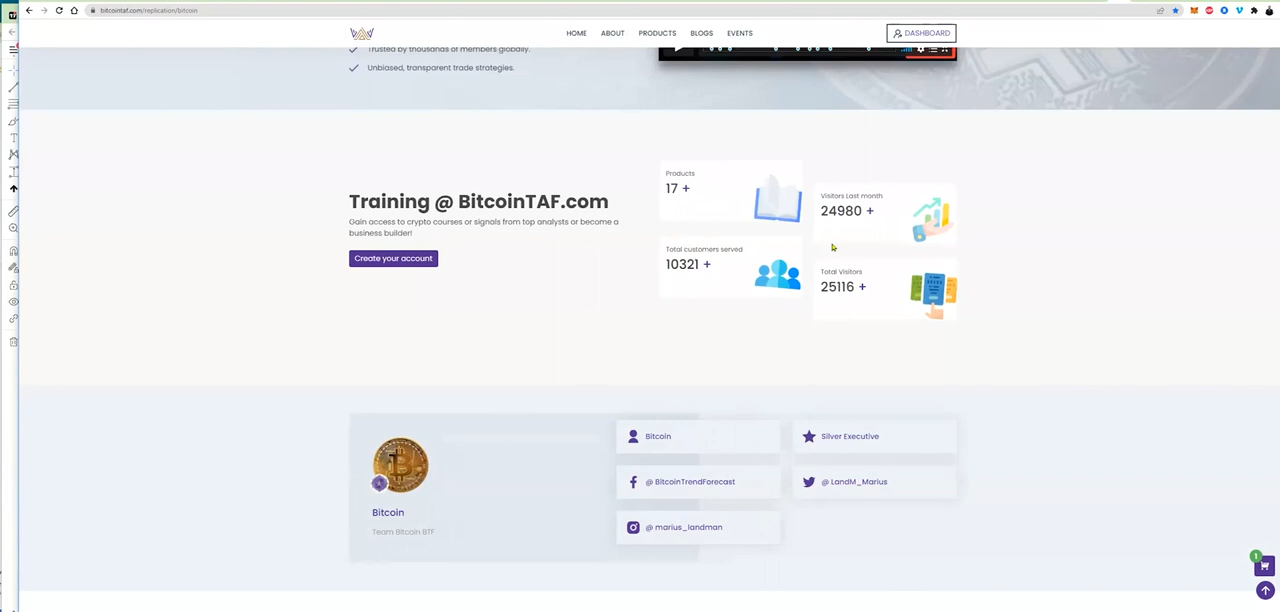 bitcointaf.com/replication/bitcoin
HOME ABOUT PRODUCTS BLOGS EVENTS
DASHBOARD
Trusted by thousands of members globally.
Unbiased, transparent trade strategies.
Training @ BitcoinTAF.com
Gain access to crypto courses or signals from top analysts or become a
business builder!
Create your account
Products
17 +
Visitors Last month
24980 +
Total customers served
10321 +
Total Visitors
25116 +
Bitcoin
Team Bitcoin BTF
Bitcoin
Silver Executive
@ BitcoinTrendForecast
@ LandM_Marius
@ marius_landman
1